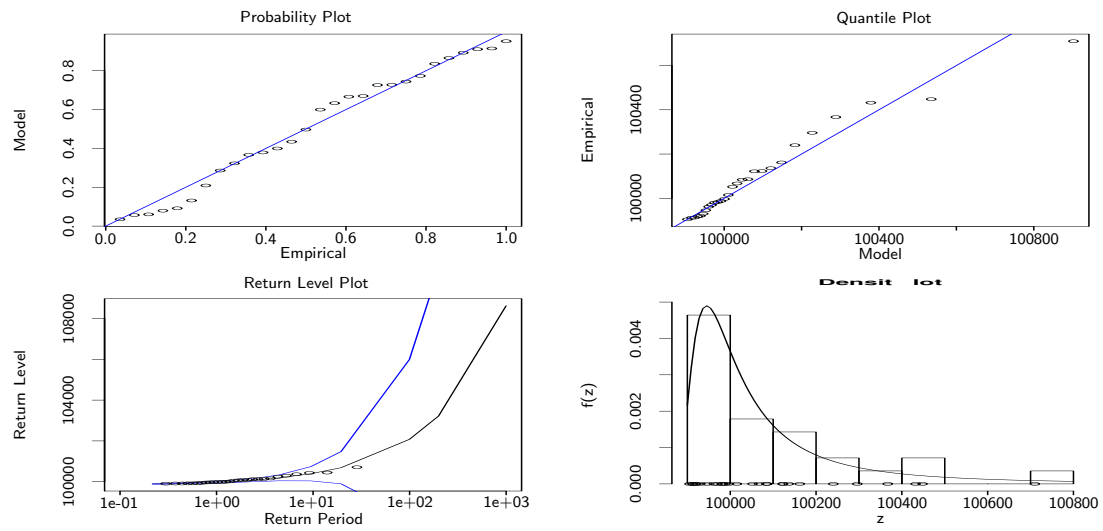 Probability Plot
Model
0.0 0.2 0.4 0.6 0.8
0.0 0.2 0.4 0.6 0.8 1.0
Empirical
Quantile Plot
Empirical
100000 100400
100000 100400 100800
Model
Return Level Plot
Return Level
100000 104000 108000
1e-01 1e+00 1e+01 1e+02 1e+03
Return Period
Densit lot
f(z)
0.000 0.002 0.004
100000 100200 100400 100600 100800
z